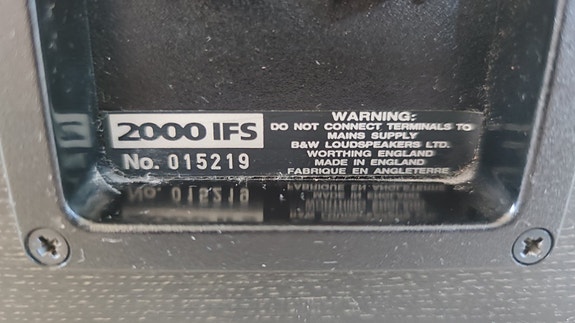 2000 IFS
No. 015219
WARNING:
DO NOT CONNECT TERMINALS TO
MAINS SUPPLY
B&W LOUDSPEAKERS LTD.
WORTHING ENGLAND
MADE IN ENGLAND
FABRIQUE EN ANGLETERRE